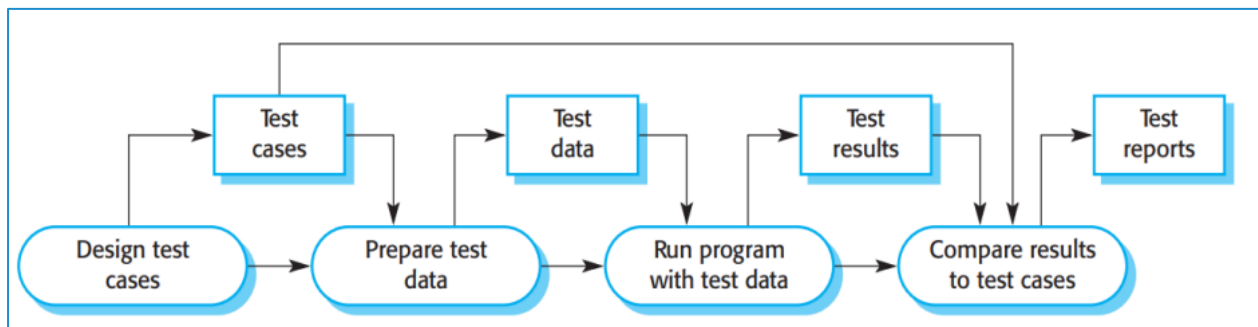 Test
cases
Test
data
Test
results
Test
reports
Design test
cases
Prepare test
data
Run program
with test data
Compare results
to test cases